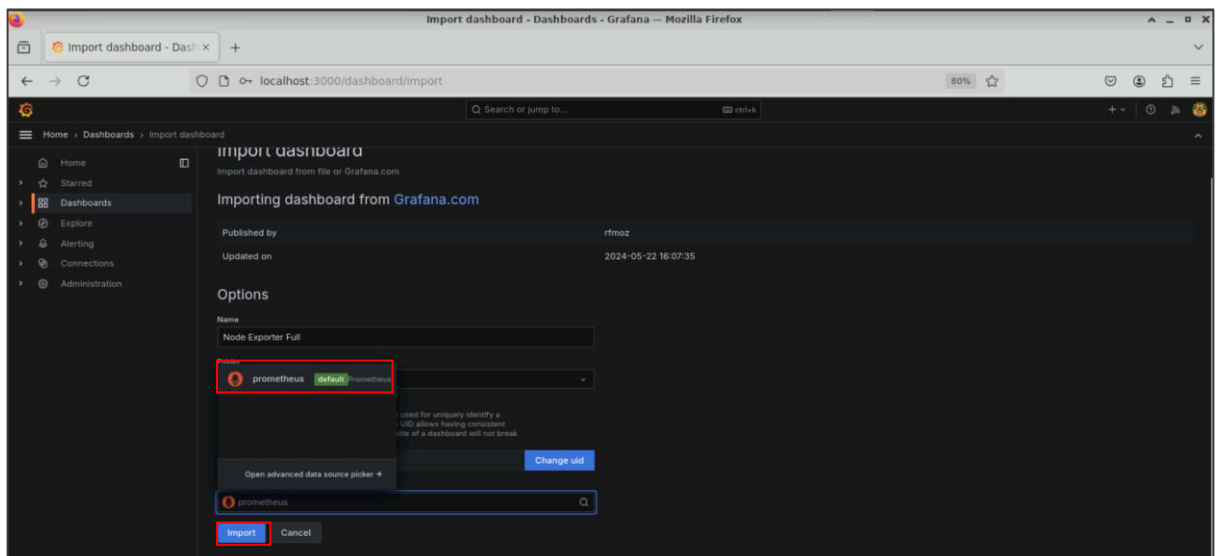 Import dashboard - Dashboards - Grafana — Mozilla Firefox
Import dashboard - Dash
localhost:3000/dashboard/import
80%
Search or jump to...
ctrl+k
Home › Dashboards › Import dashboard
Home
Starred
Dashboards
Explore
Alerting
Connections
Administration
Import dashboard
Import dashboard from file or Grafana.com
Importing dashboard from Grafana.com
Published by rfmoz
Updated on 2024-05-22 16:07:35
Options
Name
Node Exporter Full
Folder
prometheus default Prometheus
used for uniquely identify a
UID allows having consistent
title of a dashboard will not break
Change uid
Open advanced data source picker →
prometheus
Import Cancel